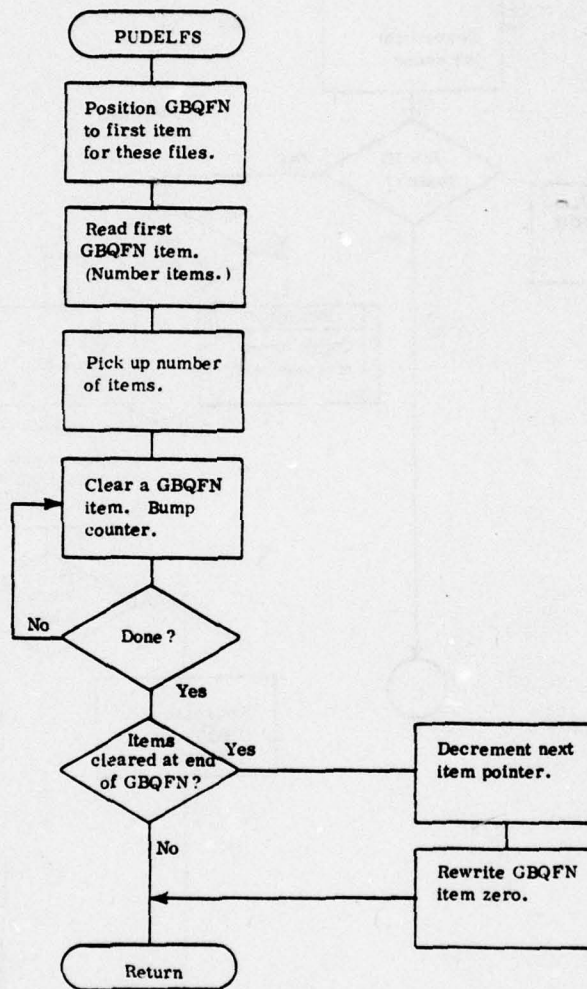 PUDELFS
Position GBQFN
to first item
for these files.
Read first
GBQFN item.
(Number items.)
Pick up number
of items.
Clear a GBQFN
item. Bump
counter.
No
Done?
Yes
Items
cleared at end
of GBQFN?
Yes
Decrement next
item pointer.
No
Rewrite GBQFN
item zero.
Return